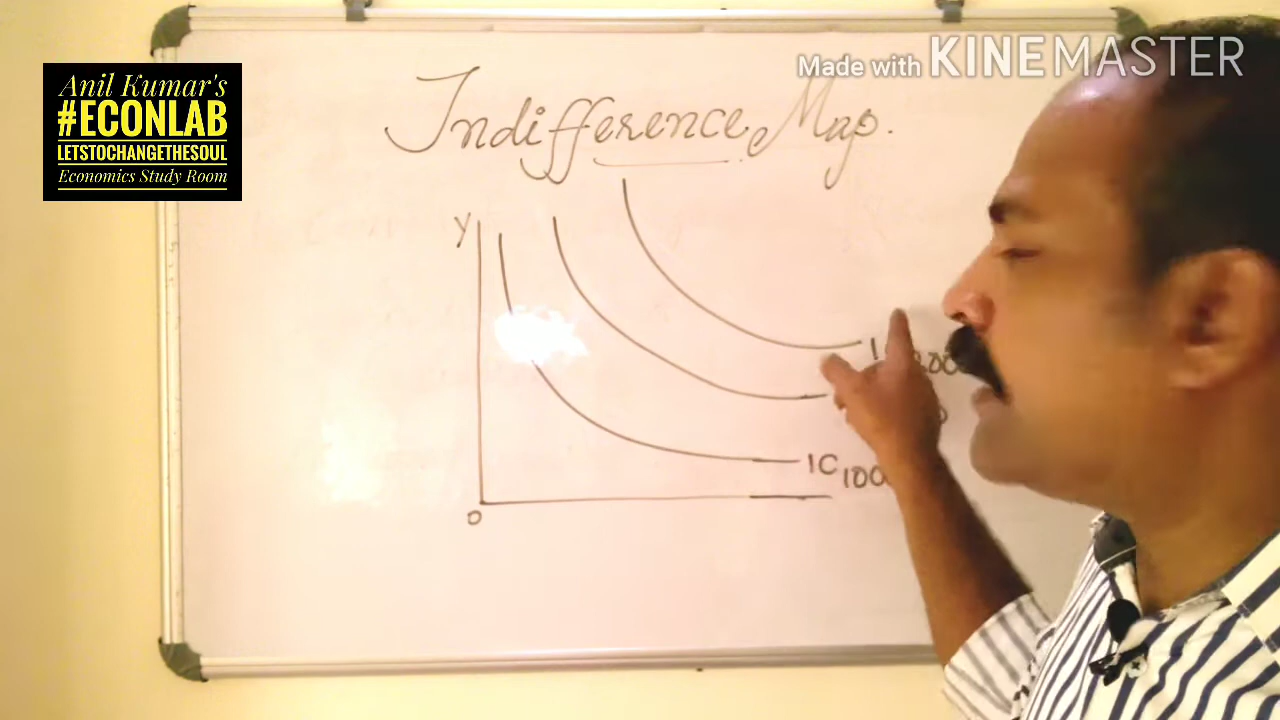 Made with KINEMASTER
Anil Kumar's
#ECONLAB
LETSTOCHANGETHESOUL
Economics Study Room
Indifference Map.
Y
IC 100
O